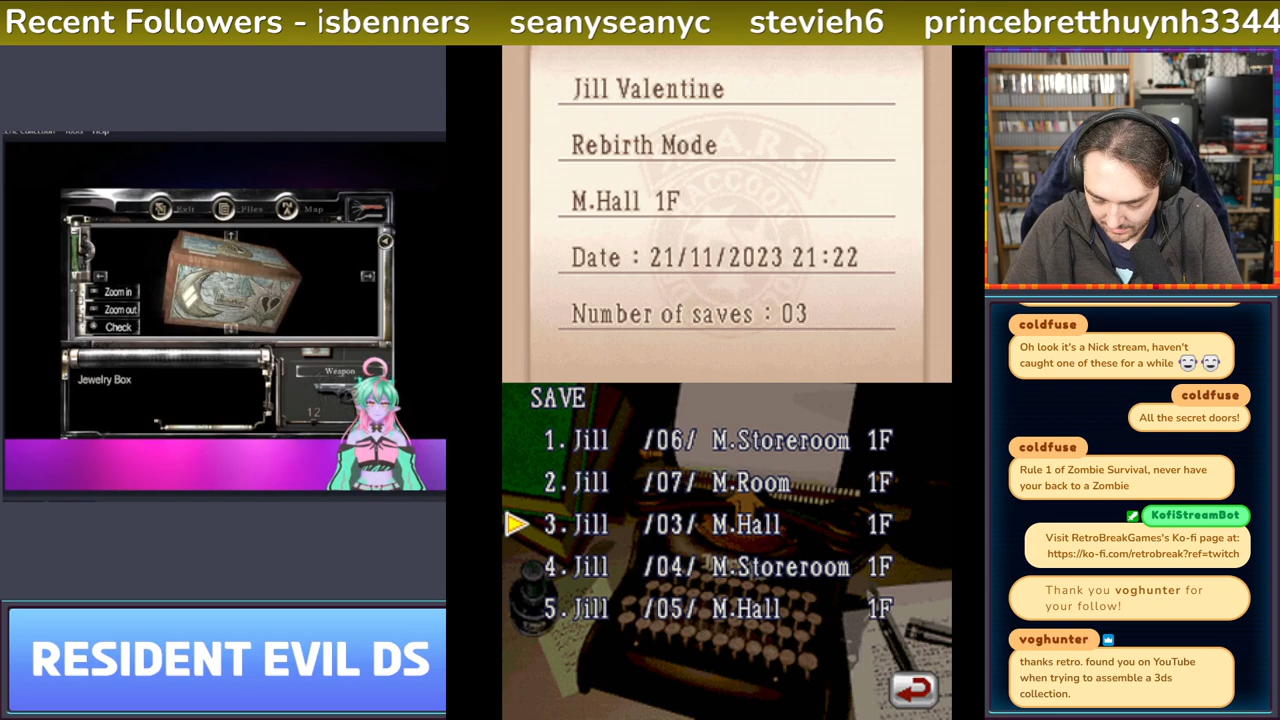 Recent Followers - isbenners seanyseanyc stevieh6 princebretthuynh3344
Exit Files Map
Zoom in
Zoom out
Check
Weapon
Jewelry Box
12
RESIDENT EVIL DS
Jill Valentine
Rebirth Mode
M.Hall 1F
Date : 21/11/2023 21:22
Number of saves : 03
SAVE
1. Jill /06/ M.Storeroom 1F
2. Jill /07/ M.Room 1F
3. Jill /03/ M.Hall 1F
4. Jill /04/ M.Storeroom 1F
5. Jill /05/ M.Hall 1F
coldfuse
Oh look it's a Nick stream, haven't
caught one of these for a while
coldfuse
All the secret doors!
coldfuse
Rule 1 of Zombie Survival, never have
your back to a Zombie
KofiStreamBot
Visit RetroBreakGames's Ko-fi page at:
https://ko-fi.com/retrobreak?ref=twitch
Thank you voghunter for
your follow!
voghunter
thanks retro. found you on YouTube
when trying to assemble a 3ds
collection.